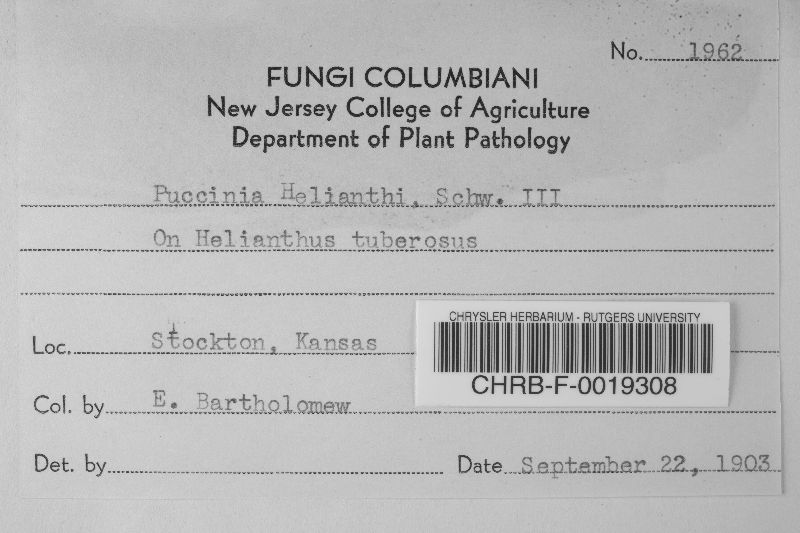 No. 1962
FUNGI COLUMBIANI
New Jersey College of Agriculture
Department of Plant Pathology
Puccinia Helianthi, Schw. III
On Helianthus tuberosus
CHRYSLER HERBARIUM - RUTGERS UNIVERSITY
Loc. Stockton, Kansas
CHRB-F-0019308
Col. by E. Bartholomew
Det. by
Date September 22, 1903